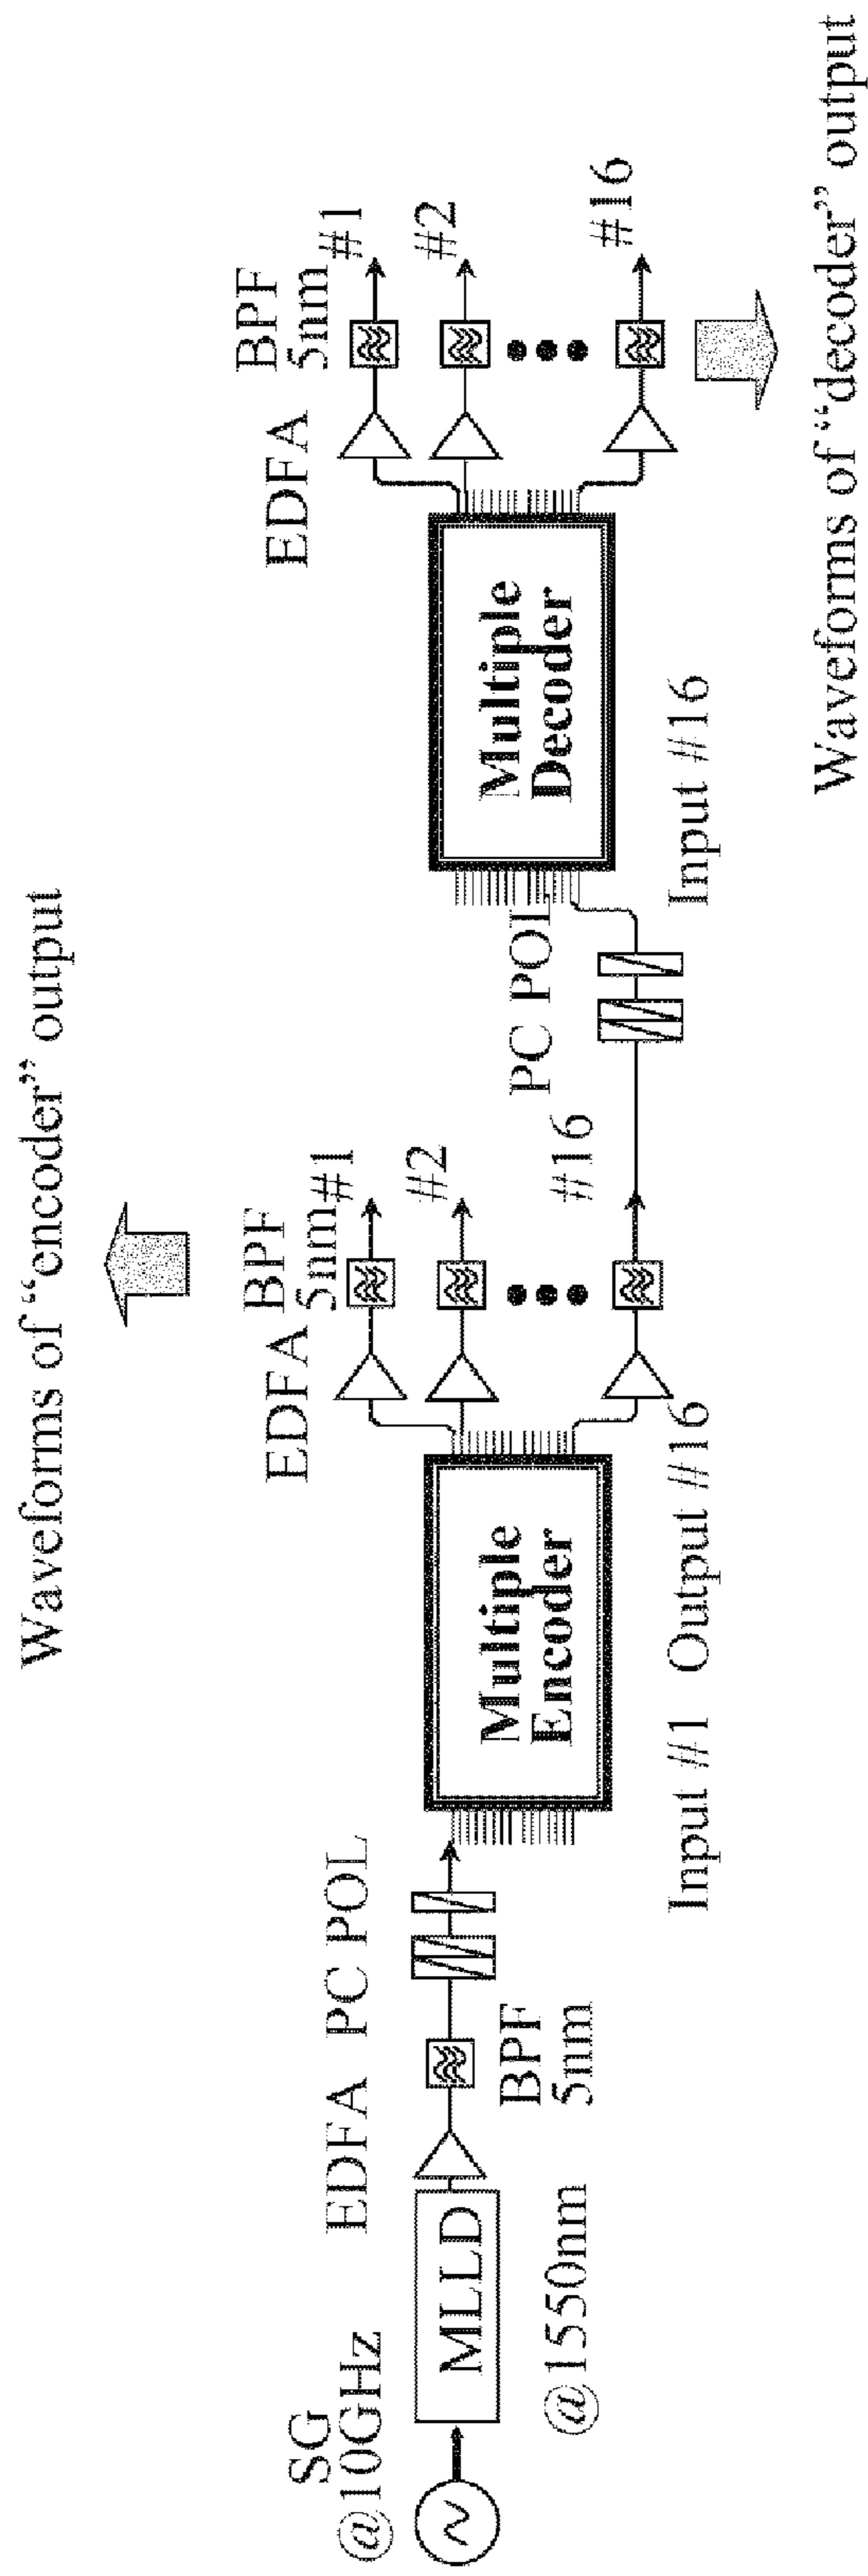 Waveforms of “encoder” output
SG
@10GHz
MLLD
@1550nm
EDFA
PC POL
BPF
5nm
Multiple
Encoder
Input #1
Output #16
EDFA
BPF
5nm
#1
#2
#16
PC POL
Multiple
Decoder
Input #16
EDFA
BPF
5nm
#1
#2
#16
Waveforms of “decoder” output